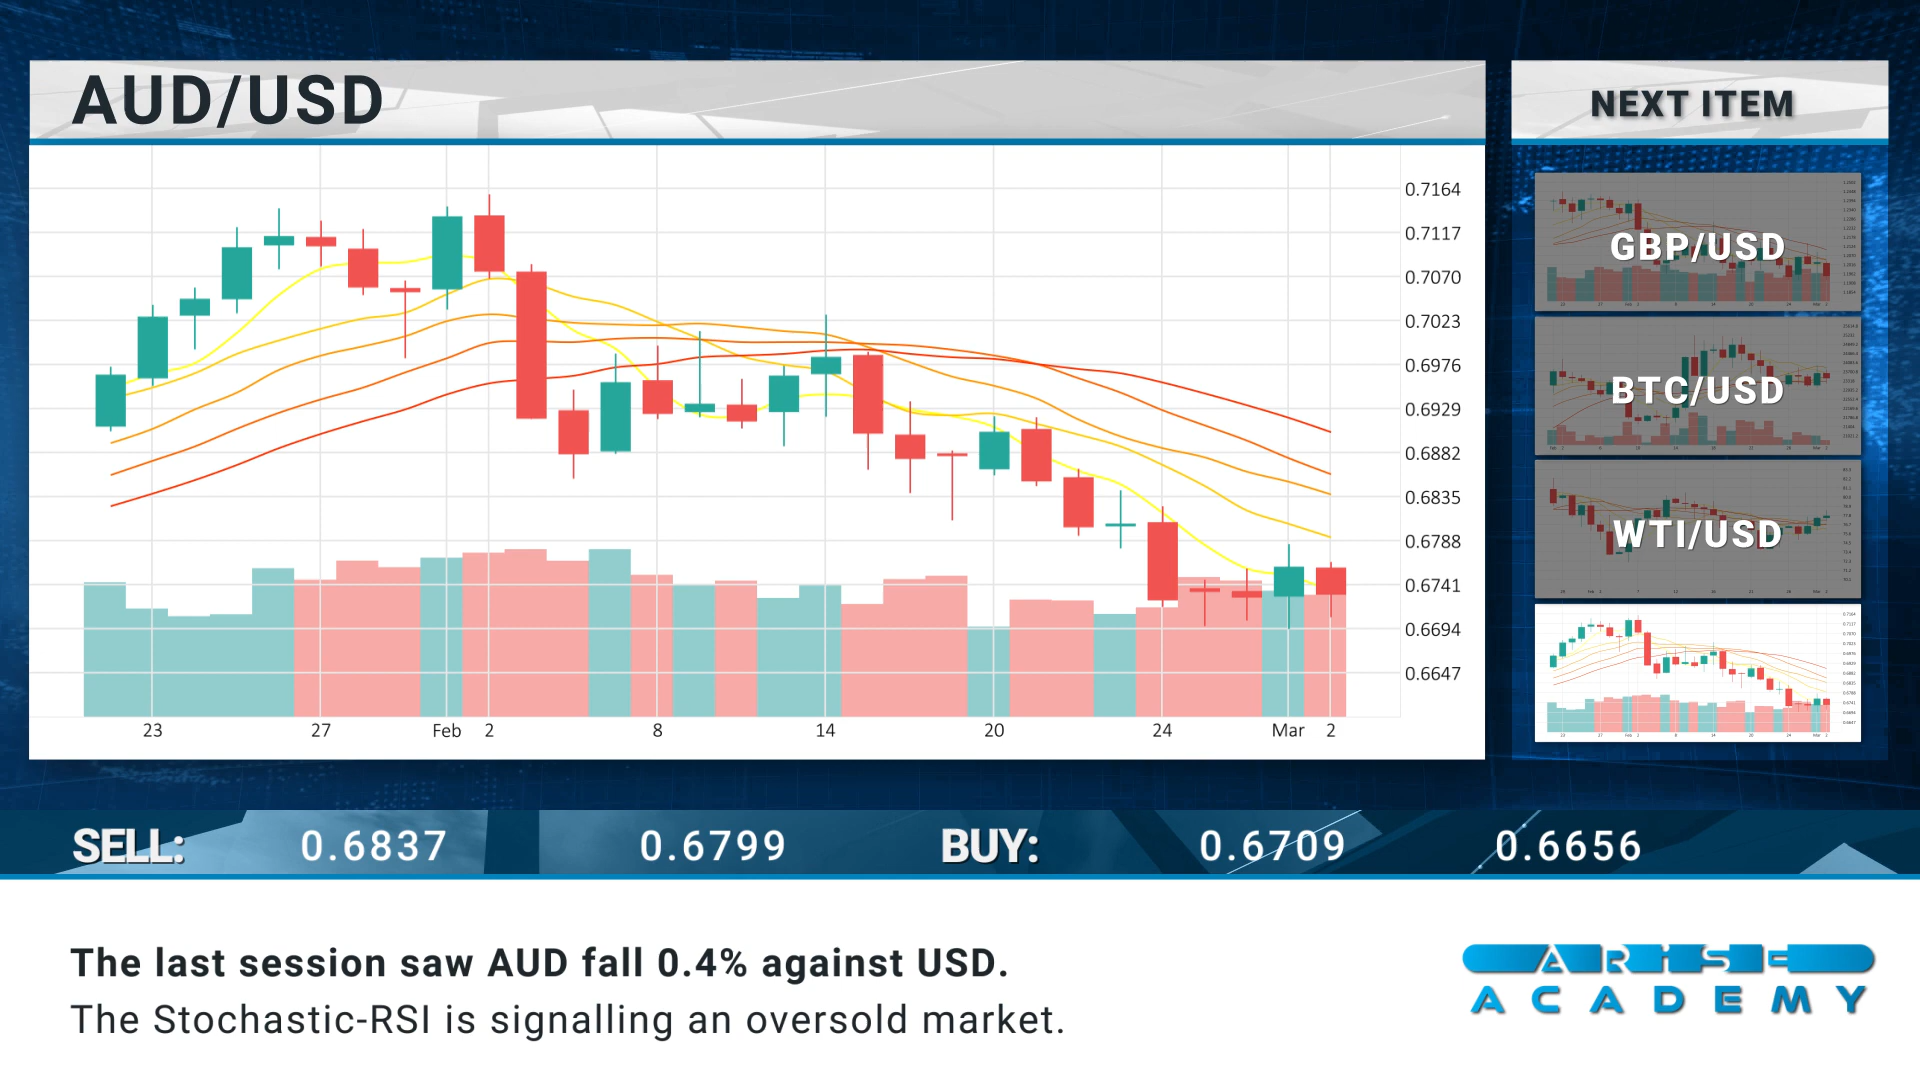 AUD/USD
NEXT ITEM
0.7164
0.7117
0.7070
0.7023
0.6976
0.6929
0.6882
0.6835
0.6788
0.6741
0.6694
0.6647
23 27 Feb 2 8 14 20 24 Mar 2
GBP/USD
BTC/USD
WTI/USD
SELL: 0.6837 0.6799 BUY: 0.6709 0.6656
The last session saw AUD fall 0.4% against USD.
The Stochastic-RSI is signalling an oversold market.
ARISE
ACADEMY